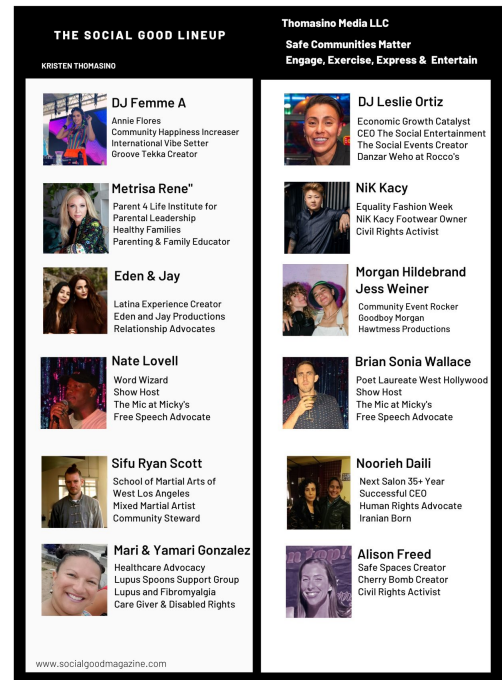 THE SOCIAL GOOD LINEUP
KRISTEN THOMASINO
Thomasino Media LLC
Safe Communities Matter
Engage, Exercise, Express & Entertain
DJ Femme A
Annie Flores
Community Happiness Increaser
International Vibe Setter
Groove Tekka Creator
Metrisa Rene"
Parent 4 Life Institute for
Parental Leadership
Healthy Families
Parenting & Family Educator
Eden & Jay
Latina Experience Creator
Eden and Jay Productions
Relationship Advocates
Nate Lovell
Word Wizard
Show Host
The Mic at Micky's
Free Speech Advocate
Sifu Ryan Scott
School of Martial Arts of
West Los Angeles
Mixed Martial Artist
Community Steward
Mari & Yamari Gonzalez
Healthcare Advocacy
Lupus Spoons Support Group
Lupus and Fibromyalgia
Care Giver & Disabled Rights
www.socialgoodmagazine.com
DJ Leslie Ortiz
Economic Growth Catalyst
CEO The Social Entertainment
The Social Events Creator
Danzar Weho at Rocco's
NiK Kacy
Equality Fashion Week
NiK Kacy Footwear Owner
Civil Rights Activist
Morgan Hildebrand
Jess Weiner
Community Event Rocker
Goodboy Morgan
Hawtmess Productions
Brian Sonia Wallace
Poet Laureate West Hollywood
Show Host
The Mic at Micky's
Free Speech Advocate
Noorieh Daili
Next Salon 35+ Year
Successful CEO
Human Rights Advocate
Iranian Born
Alison Freed
Safe Spaces Creator
Cherry Bomb Creator
Civil Rights Activist